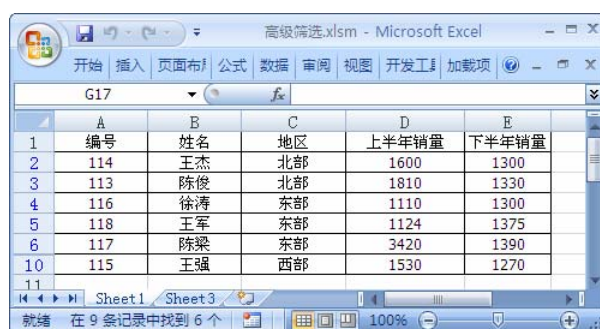 高级筛选.xlsm - Microsoft Excel
开始 插入 页面布局 公式 数据 审阅 视图 开发工具 加载项
G17 fx
A B C D E
1 编号 姓名 地区 上半年销量 下半年销量
2 114 王杰 北部 1600 1300
3 113 陈俊 北部 1810 1330
4 116 徐涛 东部 1110 1300
5 118 王军 东部 1124 1375
6 117 陈梁 东部 3420 1390
10 115 王强 西部 1530 1270
11
Sheet1 Sheet3
就绪 在 9 条记录中找到 6 个 100%